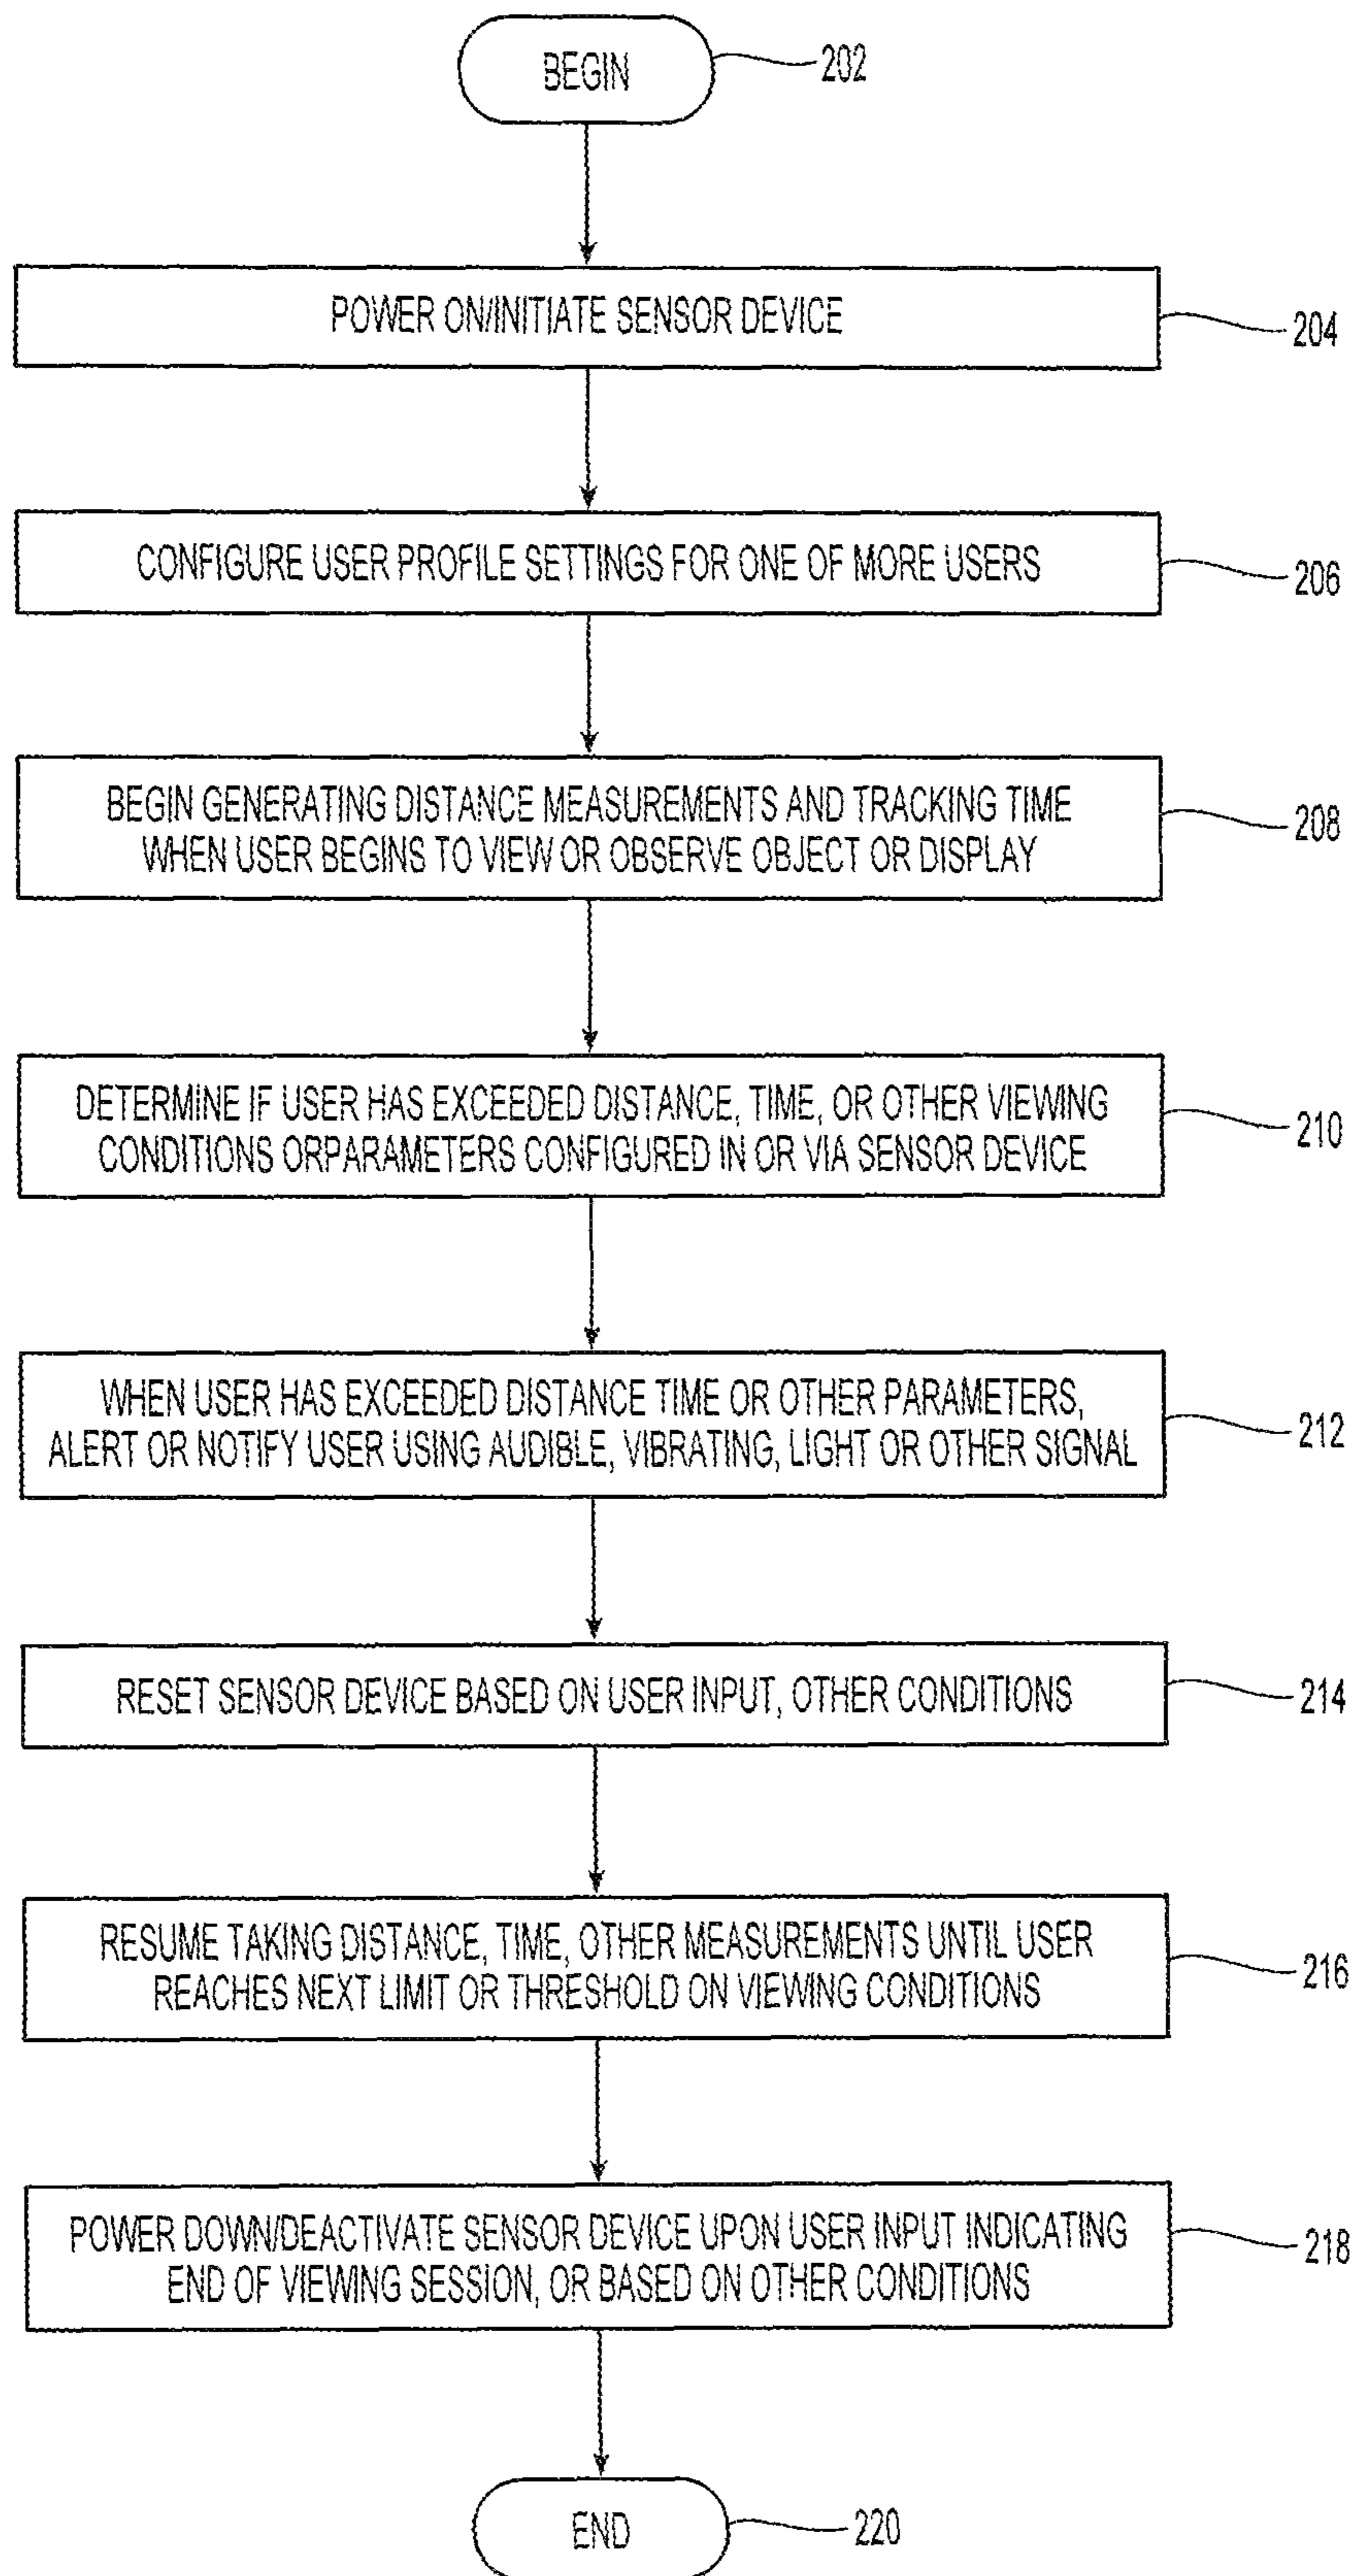 BEGIN
202
POWER ON/INITIATE SENSOR DEVICE
204
CONFIGURE USER PROFILE SETTINGS FOR ONE OF MORE USERS
206
BEGIN GENERATING DISTANCE MEASUREMENTS AND TRACKING TIME
WHEN USER BEGINS TO VIEW OR OBSERVE OBJECT OR DISPLAY
208
DETERMINE IF USER HAS EXCEEDED DISTANCE, TIME, OR OTHER VIEWING
CONDITIONS ORPARAMETERS CONFIGURED IN OR VIA SENSOR DEVICE
210
WHEN USER HAS EXCEEDED DISTANCE TIME OR OTHER PARAMETERS,
ALERT OR NOTIFY USER USING AUDIBLE, VIBRATING, LIGHT OR OTHER SIGNAL
212
RESET SENSOR DEVICE BASED ON USER INPUT, OTHER CONDITIONS
214
RESUME TAKING DISTANCE, TIME, OTHER MEASUREMENTS UNTIL USER
REACHES NEXT LIMIT OR THRESHOLD ON VIEWING CONDITIONS
216
POWER DOWN/DEACTIVATE SENSOR DEVICE UPON USER INPUT INDICATING
END OF VIEWING SESSION, OR BASED ON OTHER CONDITIONS
218
END
220